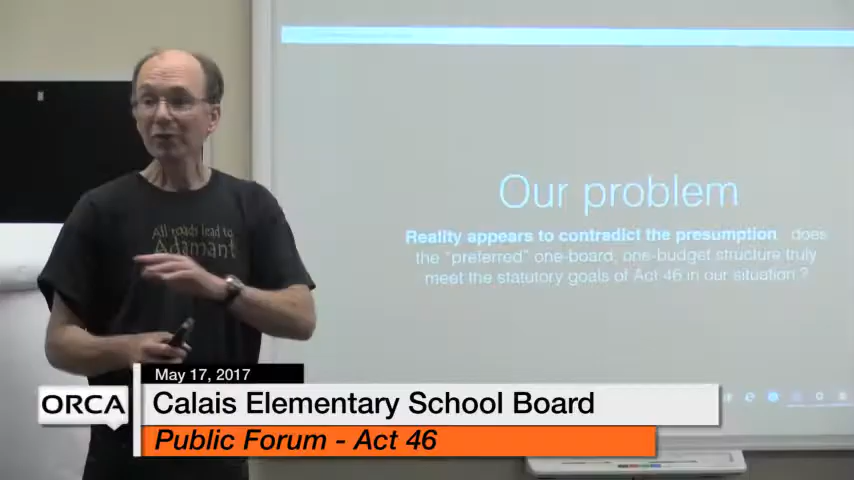 Our problem
Reality appears to contradict the presumption does
the "preferred" one-board, one-budget structure truly
meet the statutory goals of Act 46 in our situation ?
All roads lead to
Adamant
May 17, 2017
ORCA
Calais Elementary School Board
Public Forum - Act 46